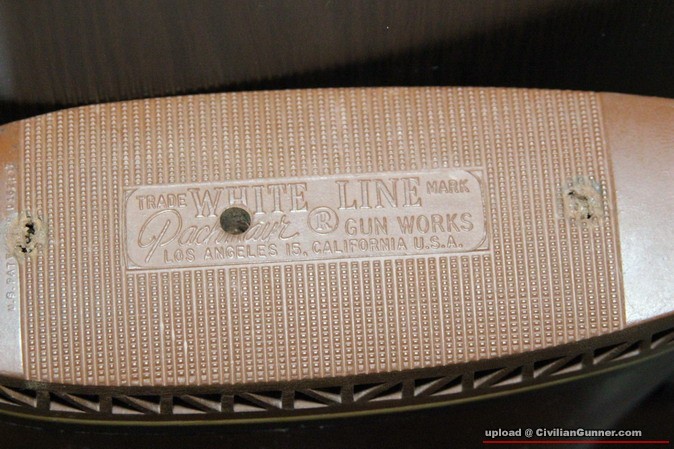 TRADE WHITE LINE MARK
Pachmayr ® GUN WORKS
LOS ANGELES 15, CALIFORNIA U.S.A.
upload @ CivilianGunner.com